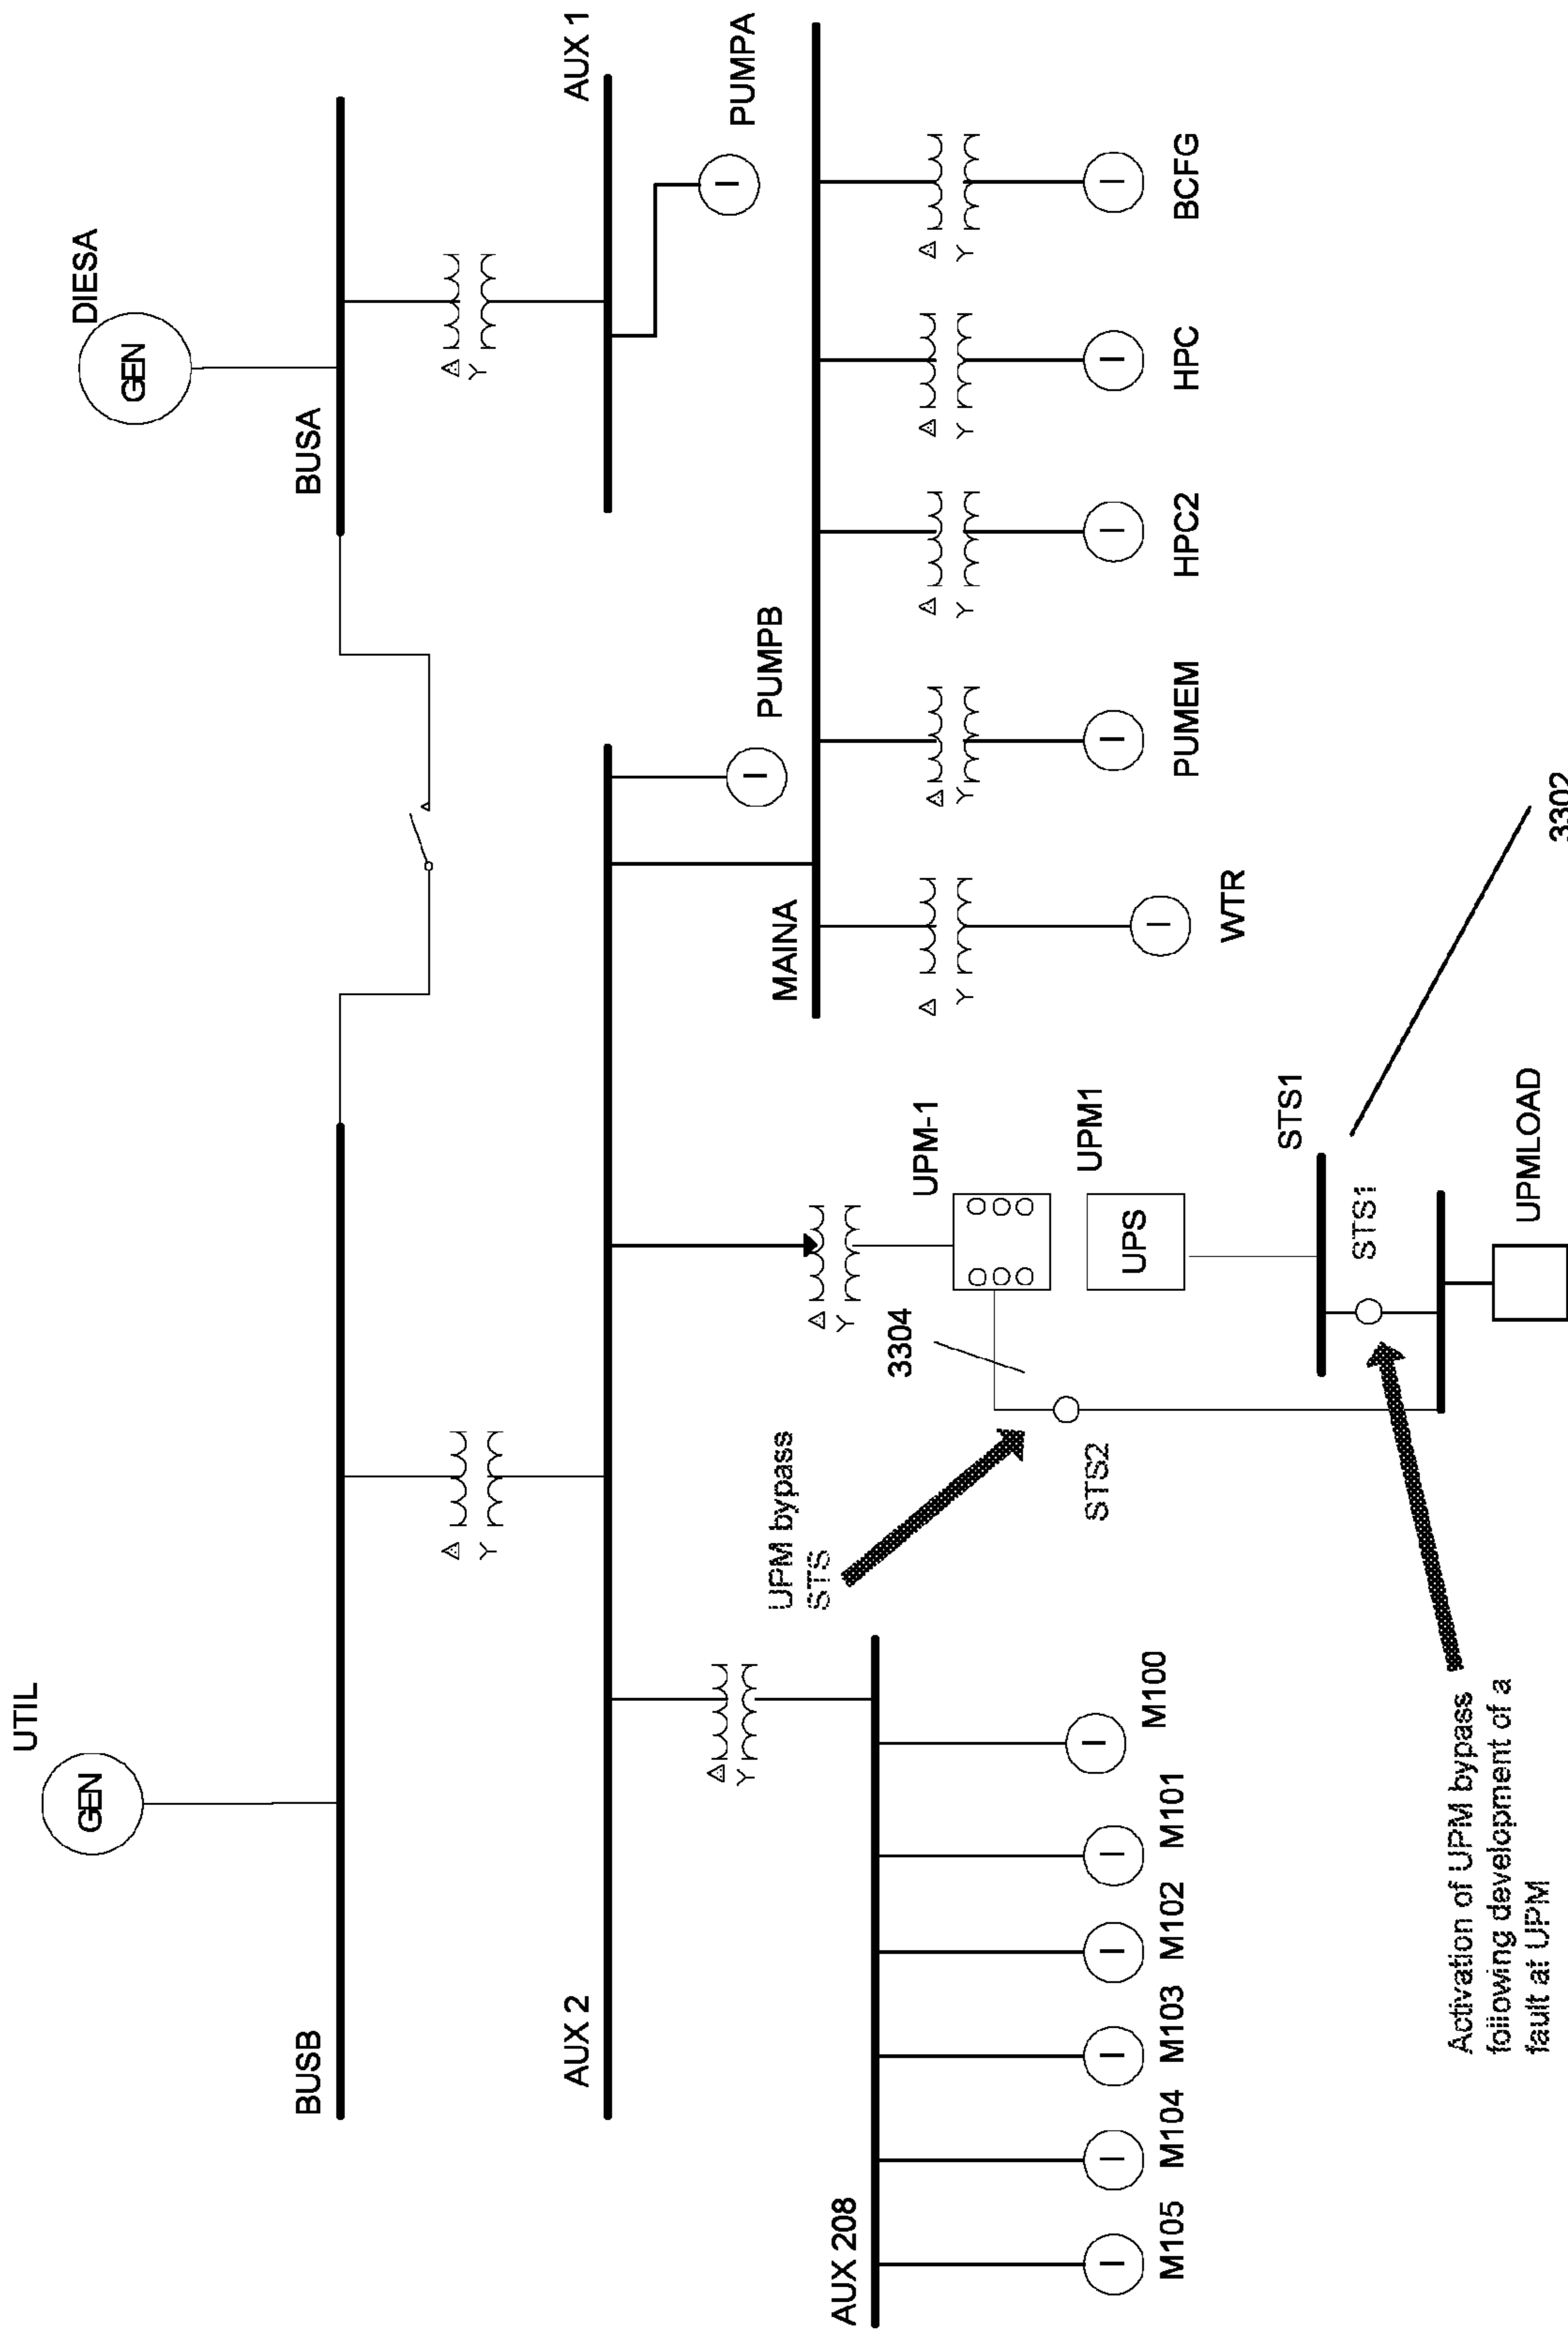 UTIL
GEN
DIESA
GEN
BUSB
BUSA
AUX 2
AUX 1
PUMPB
PUMPA
MAINA
AUX 208
M105
M104
M103
M102
M101
M100
UPM bypass
STS
STS2
3304
UPM-1
UPM1
UPS
STS1
STS1
3302
UPMLOAD
WTR
PUMEM
HPC2
HPC
BCFG
Δ
Y
Δ
Y
Δ
Y
Δ
Y
Δ
Y
Δ
Y
Δ
Y
Δ
Y
Δ
Y
I
I
I
I
I
I
I
I
I
I
I
I
I
Activation of UPM bypass
following development of a
fault at UPM